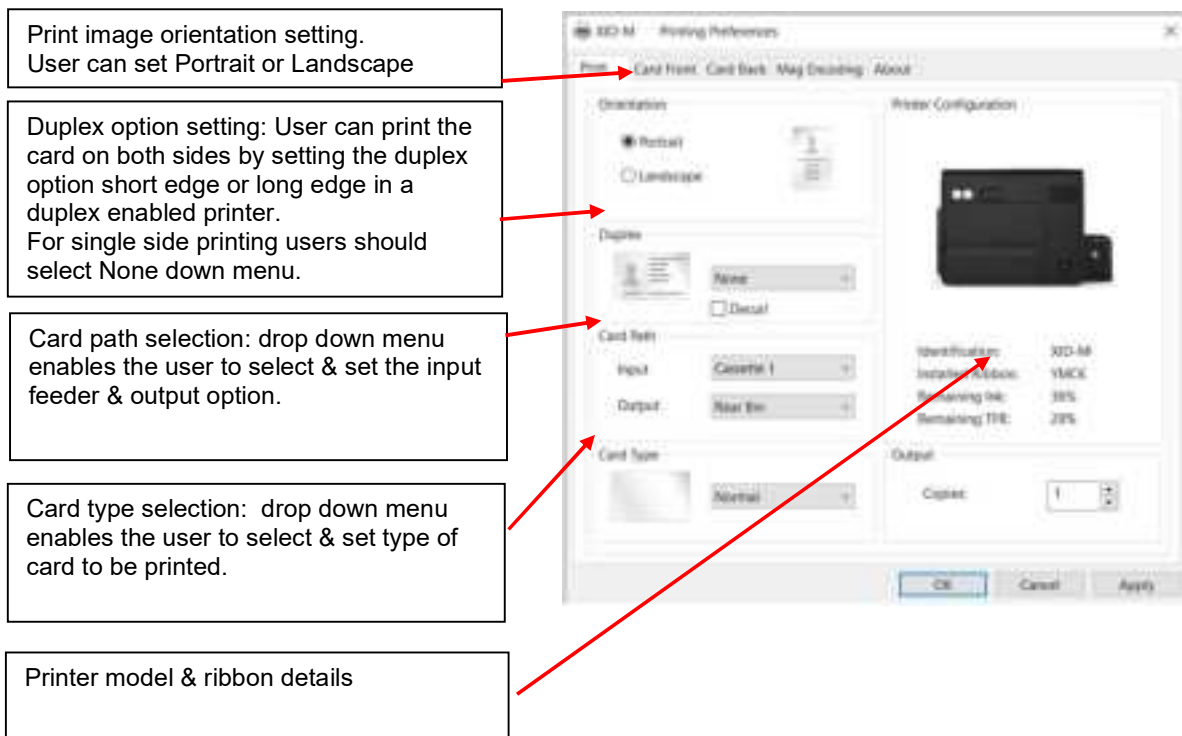 Print image orientation setting.
User can set Portrait or Landscape
Duplex option setting: User can print the
card on both sides by setting the duplex
option short edge or long edge in a
duplex enabled printer.
For single side printing users should
select None down menu.
Card path selection: drop down menu
enables the user to select & set the input
feeder & output option.
Card type selection:  drop down menu
enables the user to select & set type of
card to be printed.
Printer model & ribbon details
XID-M Printing Preferences
Print Card Front Card Back Mag Encoding About
Orientation
Portrait
Landscape
Duplex
None
Card Path
Input Cassette 1
Output
Card Type
Normal
Printer Configuration
Identification: XID-M
Installed Ribbon: YMCK
Remaining Ink:
Remaining
Output
Copies: 1
OK Cancel Apply